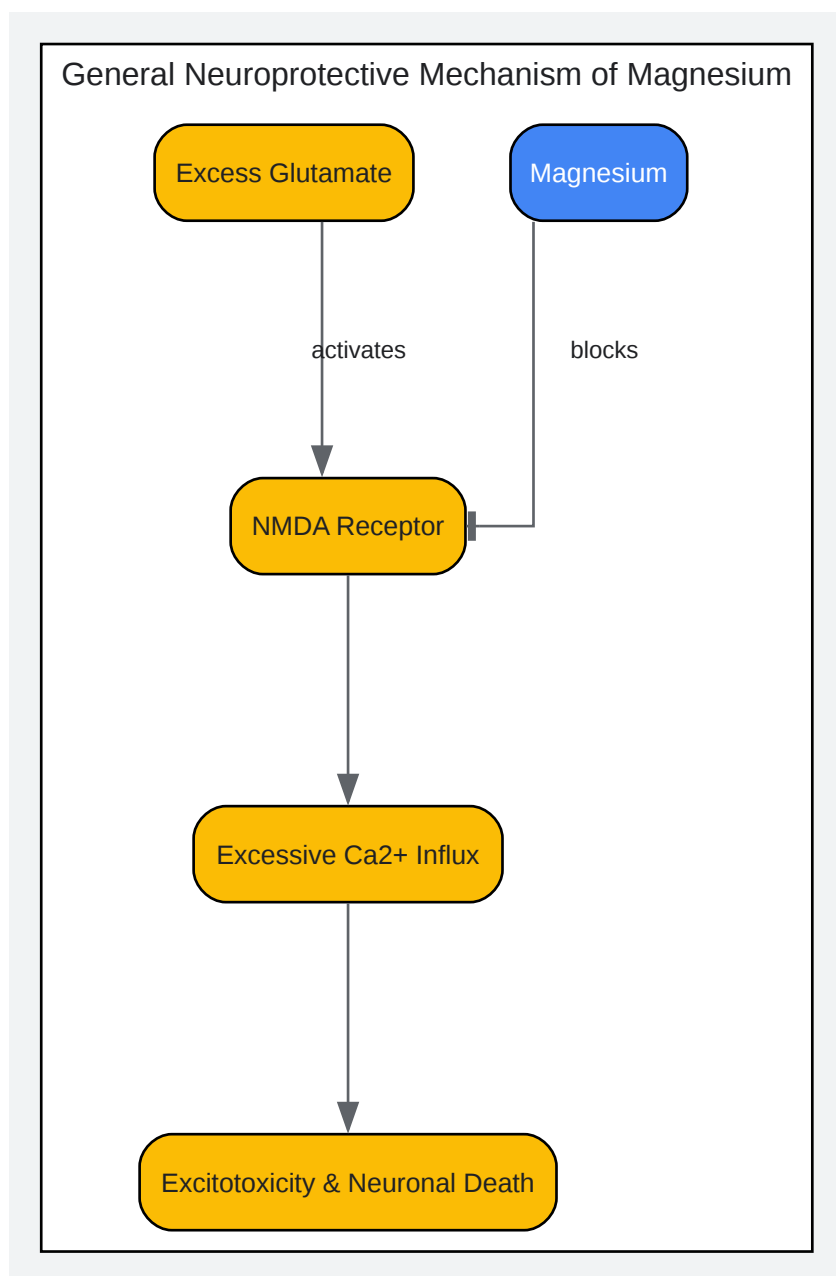 General Neuroprotective Mechanism of Magnesium
Excess Glutamate
Magnesium
activates
blocks
NMDA Receptor
Excessive Ca2+ Influx
Excitotoxicity & Neuronal Death